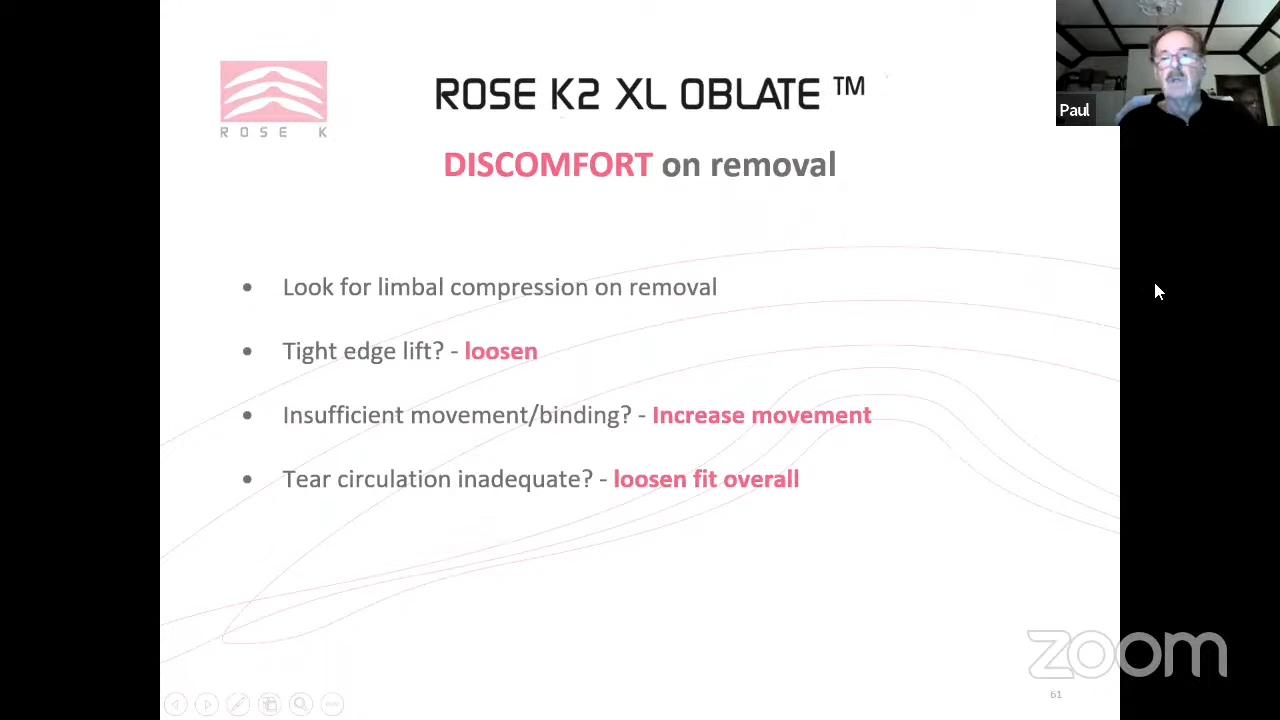 ROSE K
ROSE K2 XL OBLATE ™
DISCOMFORT on removal
Paul
• Look for limbal compression on removal
• Tight edge lift? - loosen
• Insufficient movement/binding? - Increase movement
• Tear circulation inadequate? - loosen fit overall
zoom
61